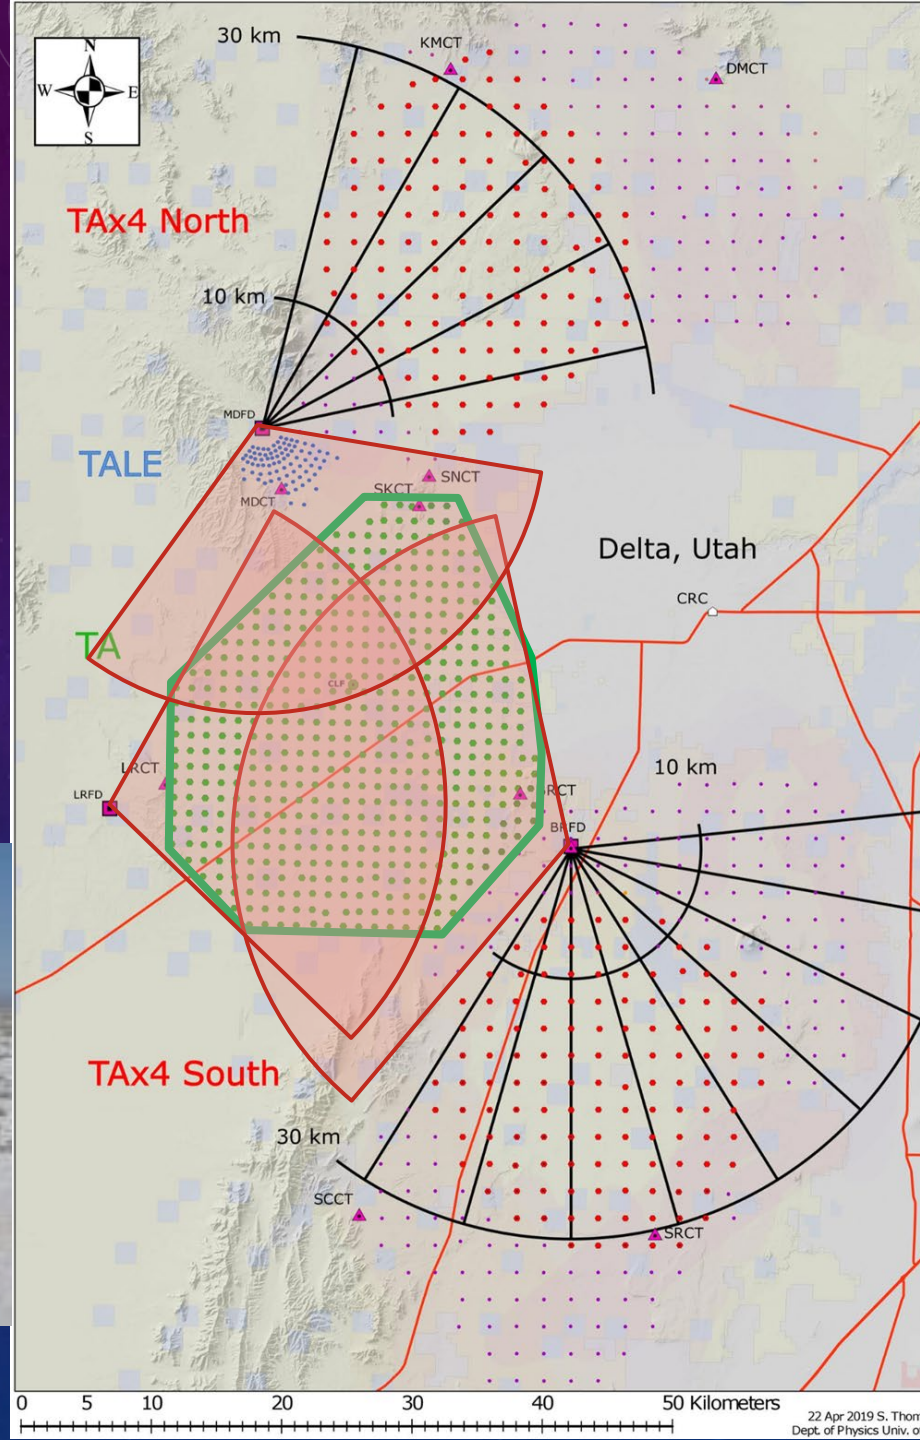 30 km
KMCT
DMCT
N
W E
S
TAx4 North
10 km
MDFD
TALE
SNCT
SKCT
MDCT
Delta, Utah
CRC
TA
CLF
LRCT
10 km
LRFD
RCT
BRFD
TAx4 South
30 km
SCCT
SRCT
0 5 10 20 30 40 50 Kilometers
22 Apr 2019 S. Thom
Dept. of Physics Univ. o